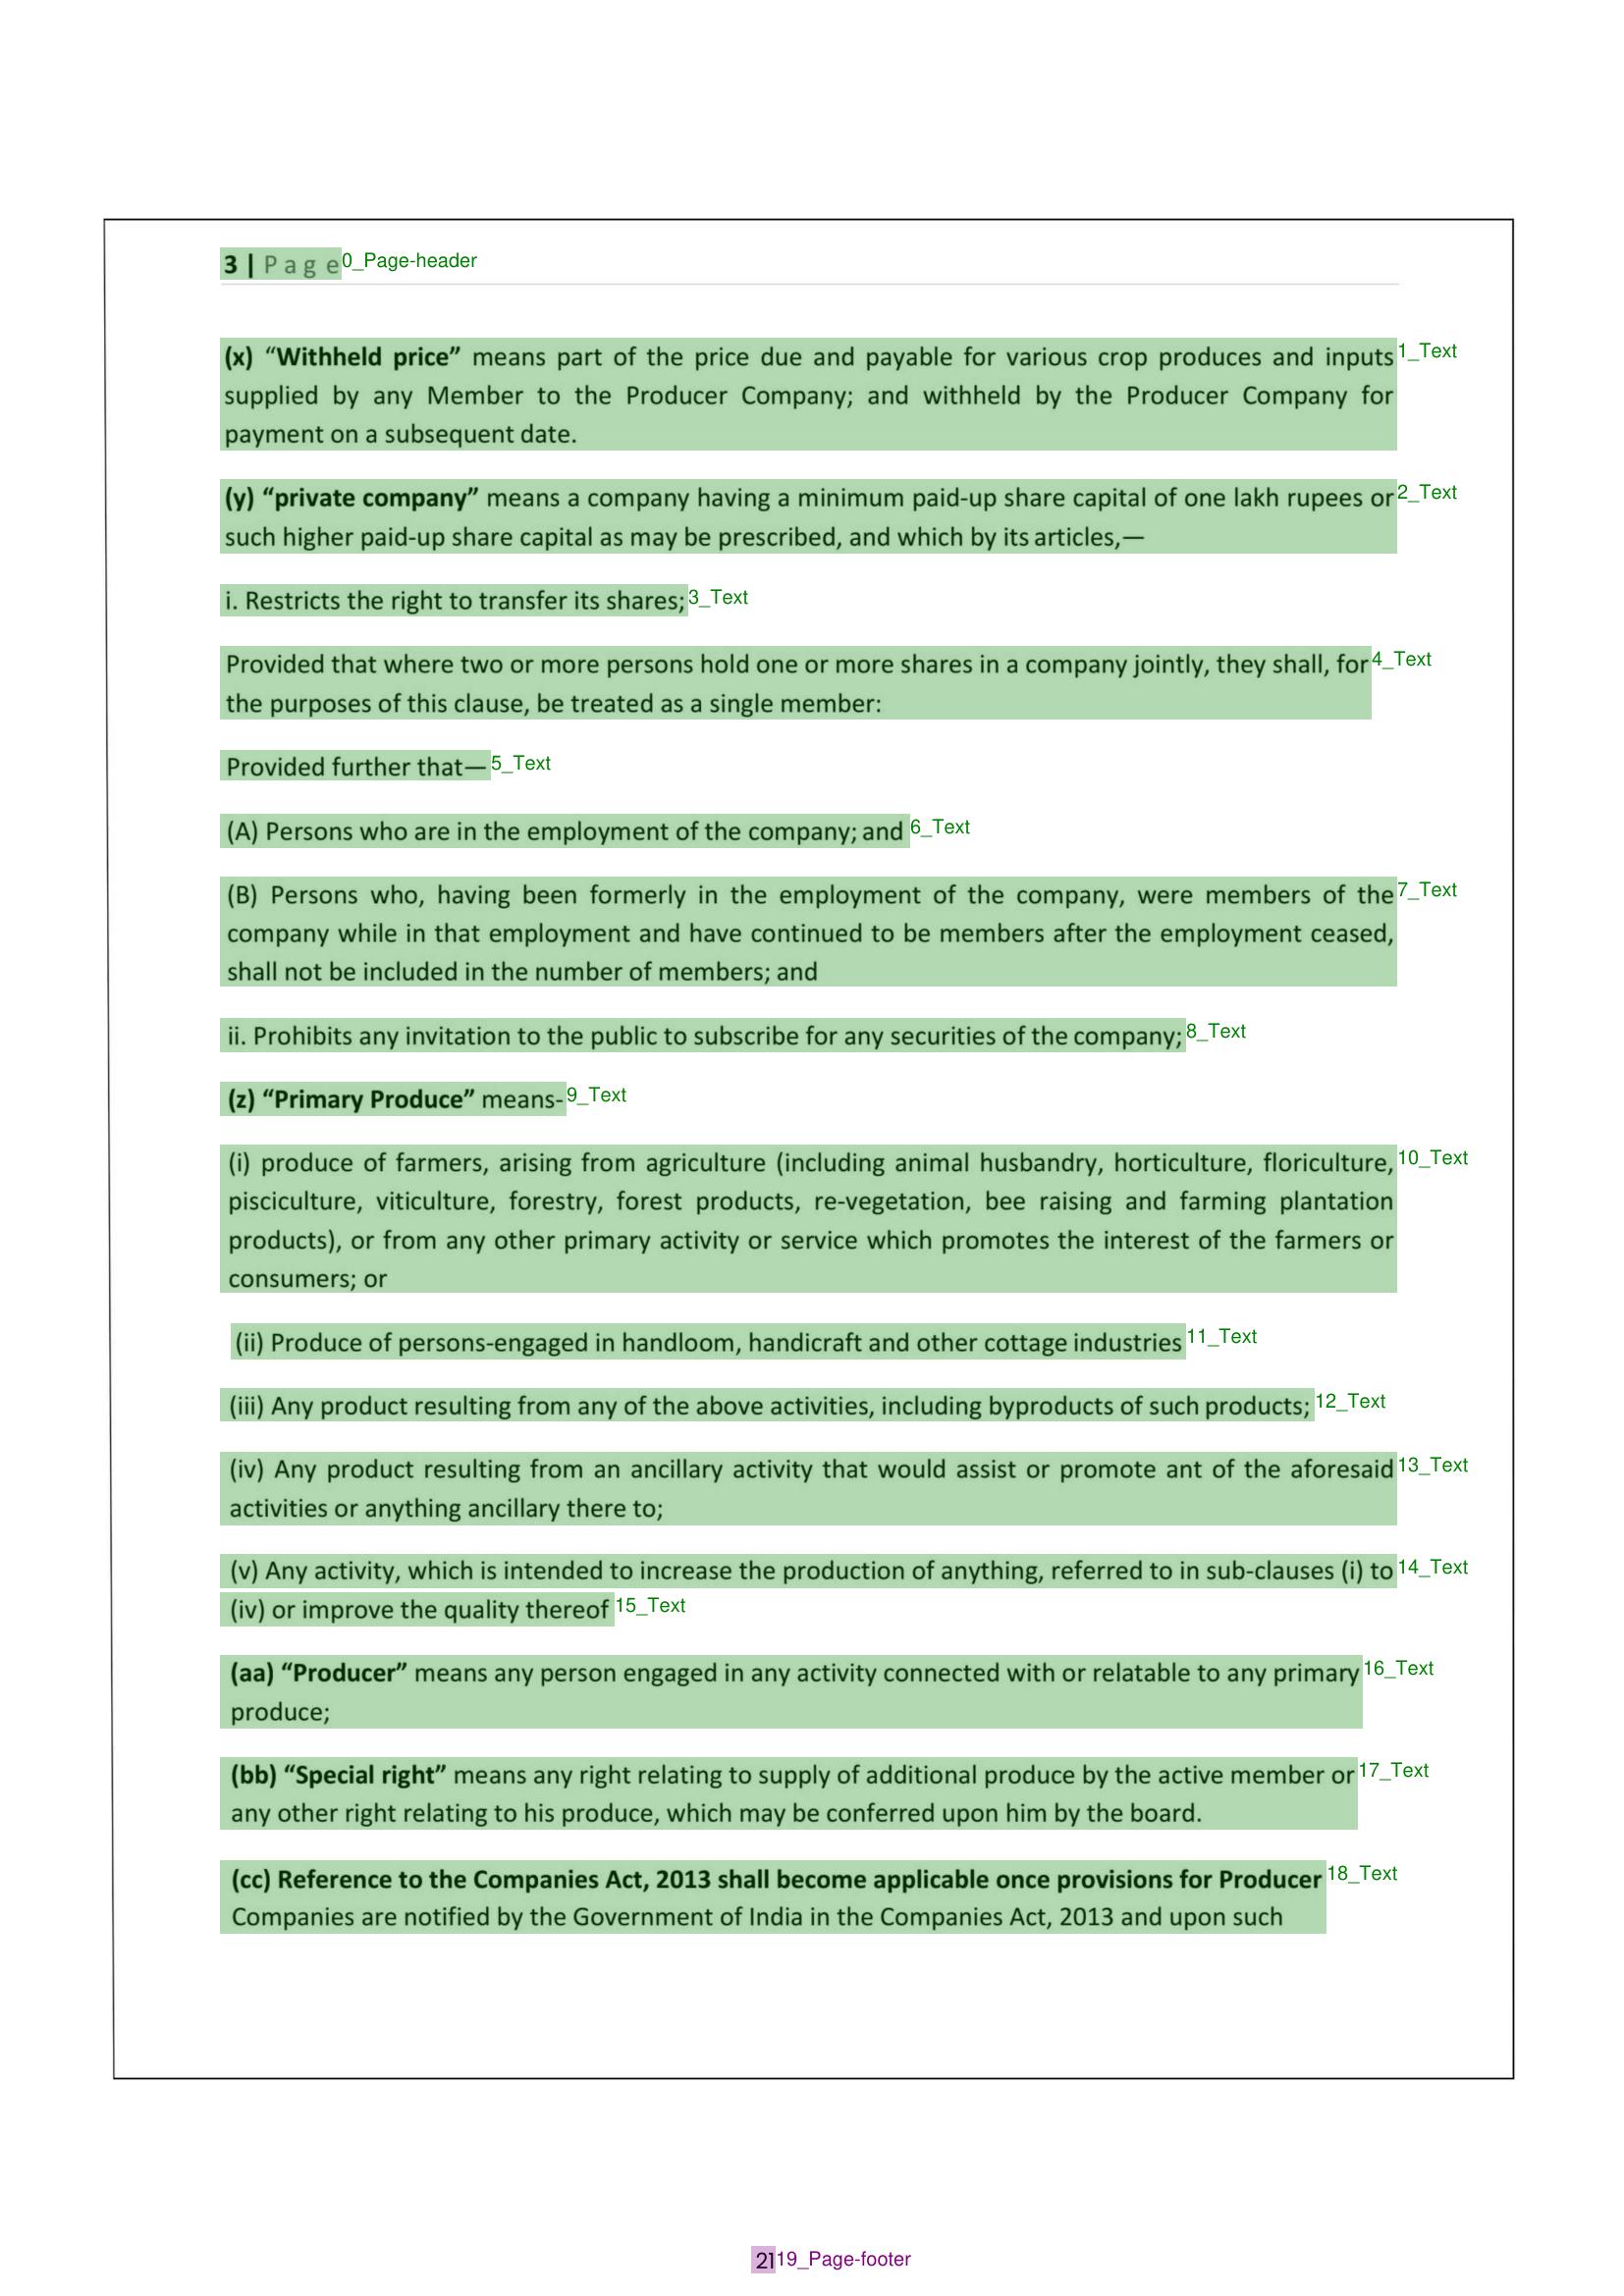 3 | Page 0_Page-header
(x) “Withheld price” means part of the price due and payable for various crop produces and inputs 1_Text
supplied by any Member to the Producer Company; and withheld by the Producer Company for
payment on a subsequent date.
(y) “private company” means a company having a minimum paid-up share capital of one lakh rupees or 2_Text
such higher paid-up share capital as may be prescribed, and which by its articles,—
i. Restricts the right to transfer its shares; 3_Text
Provided that where two or more persons hold one or more shares in a company jointly, they shall, for 4_Text
the purposes of this clause, be treated as a single member:
Provided further that— 5_Text
(A) Persons who are in the employment of the company; and 6_Text
(B) Persons who, having been formerly in the employment of the company, were members of the 7_Text
company while in that employment and have continued to be members after the employment ceased,
shall not be included in the number of members; and
ii. Prohibits any invitation to the public to subscribe for any securities of the company; 8_Text
(z) “Primary Produce” means- 9_Text
(i) produce of farmers, arising from agriculture (including animal husbandry, horticulture, floriculture, 10_Text
pisciculture, viticulture, forestry, forest products, re-vegetation, bee raising and farming plantation
products), or from any other primary activity or service which promotes the interest of the farmers or
consumers; or
(ii) Produce of persons-engaged in handloom, handicraft and other cottage industries 11_Text
(iii) Any product resulting from any of the above activities, including byproducts of such products; 12_Text
(iv) Any product resulting from an ancillary activity that would assist or promote ant of the aforesaid 13_Text
activities or anything ancillary there to;
(v) Any activity, which is intended to increase the production of anything, referred to in sub-clauses (i) to 14_Text
(iv) or improve the quality thereof 15_Text
(aa) “Producer” means any person engaged in any activity connected with or relatable to any primary 16_Text
produce;
(bb) “Special right” means any right relating to supply of additional produce by the active member or 17_Text
any other right relating to his produce, which may be conferred upon him by the board.
(cc) Reference to the Companies Act, 2013 shall become applicable once provisions for Producer 18_Text
Companies are notified by the Government of India in the Companies Act, 2013 and upon such
21 19_Page-footer